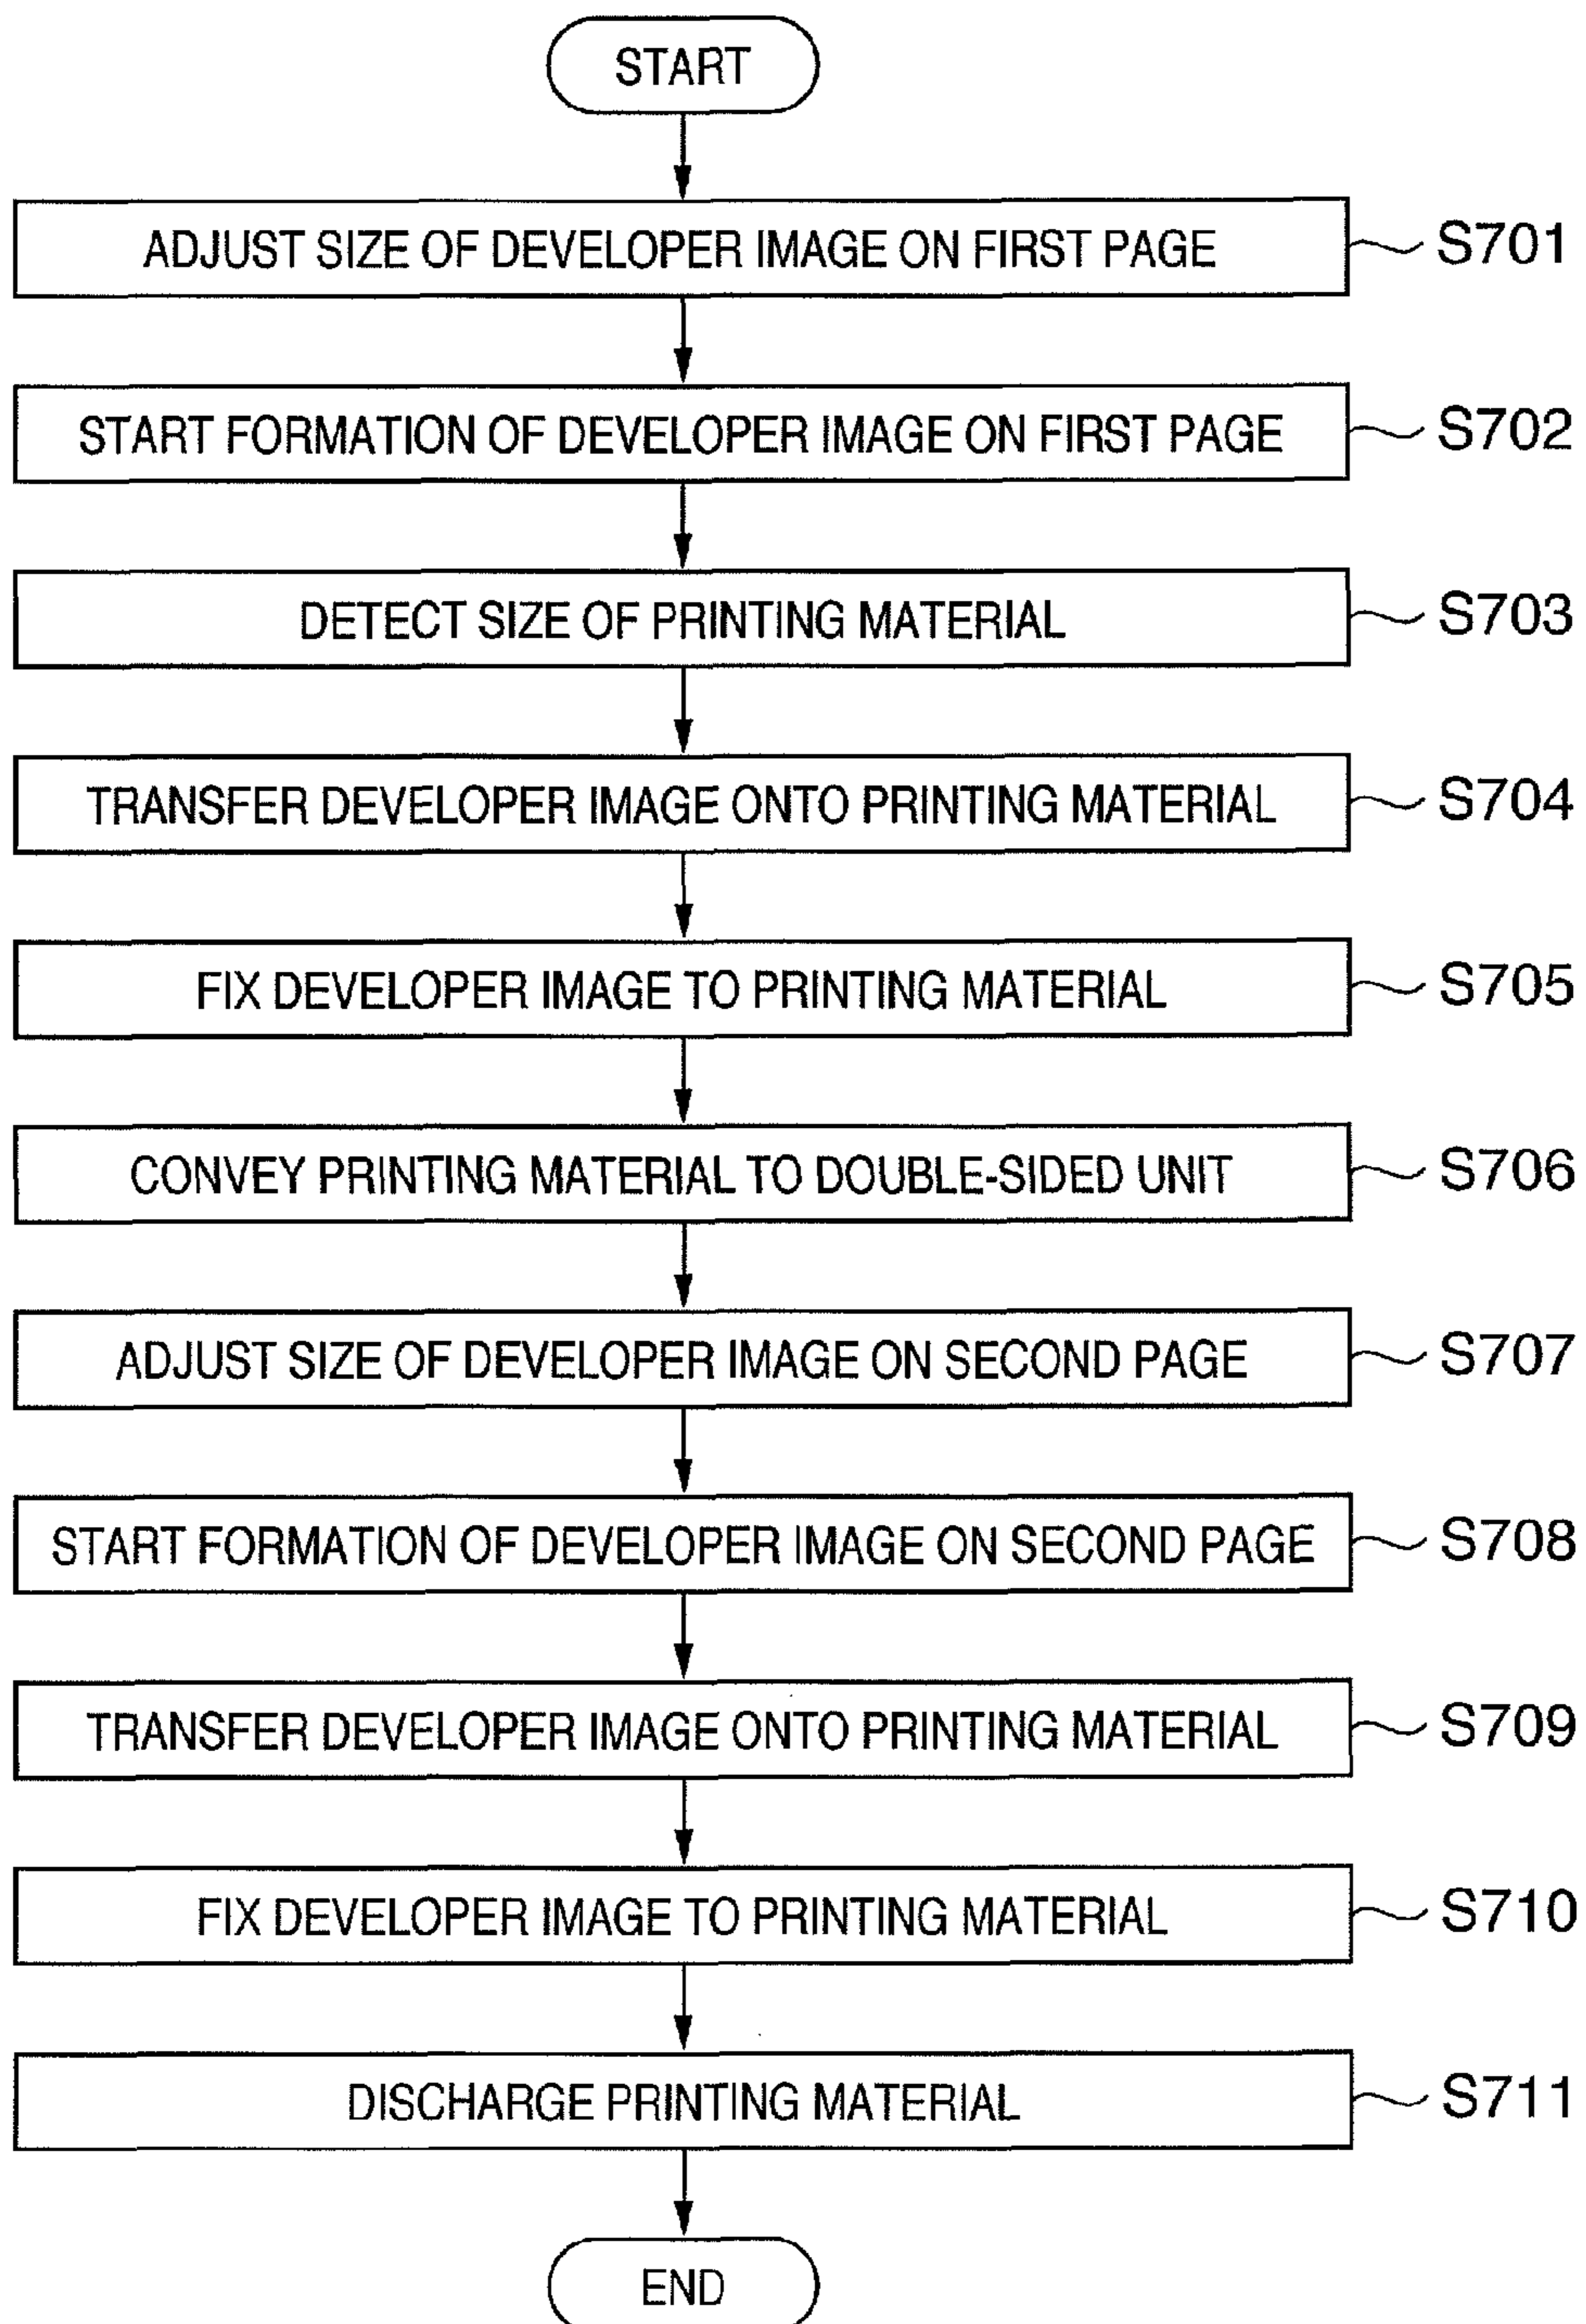 START
ADJUST SIZE OF DEVELOPER IMAGE ON FIRST PAGE S701
START FORMATION OF DEVELOPER IMAGE ON FIRST PAGE S702
DETECT SIZE OF PRINTING MATERIAL S703
TRANSFER DEVELOPER IMAGE ONTO PRINTING MATERIAL S704
FIX DEVELOPER IMAGE TO PRINTING MATERIAL S705
CONVEY PRINTING MATERIAL TO DOUBLE-SIDED UNIT S706
ADJUST SIZE OF DEVELOPER IMAGE ON SECOND PAGE S707
START FORMATION OF DEVELOPER IMAGE ON SECOND PAGE S708
TRANSFER DEVELOPER IMAGE ONTO PRINTING MATERIAL S709
FIX DEVELOPER IMAGE TO PRINTING MATERIAL S710
DISCHARGE PRINTING MATERIAL S711
END